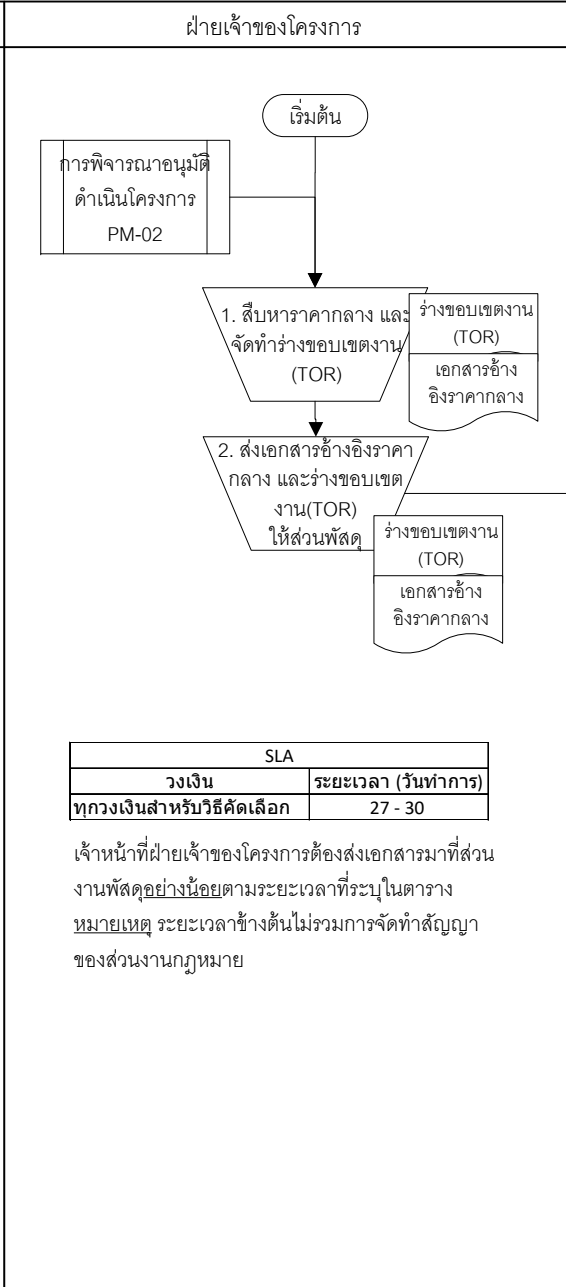 ฝ่ายเจ้าของโครงการ
เริ่มต้น
การพิจารณาอนุมัติ
ดำเนินโครงการ
PM-02
1. สืบหาราคากลาง และ
จัดทำร่างขอบเขตงาน
(TOR)
ร่างขอบเขตงาน
(TOR)
เอกสารอ้าง
อิงราคากลาง
2. ส่งเอกสารอ้างอิงราคา
กลาง และร่างขอบเขต
งาน(TOR)
ให้ส่วนพัสดุ
ร่างขอบเขตงาน
(TOR)
เอกสารอ้าง
อิงราคากลาง
SLA
วงเงิน ระยะเวลา (วันทำการ)
ทุกวงเงินสำหรับวิธีคัดเลือก 27 - 30
เจ้าหน้าที่ฝ่ายเจ้าของโครงการต้องส่งเอกสารมาที่ส่วน
งานพัสดุอย่างน้อยตามระยะเวลาที่ระบุในตาราง
หมายเหตุ ระยะเวลาข้างต้นไม่รวมการจัดทำสัญญา
ของส่วนงานกฎหมาย